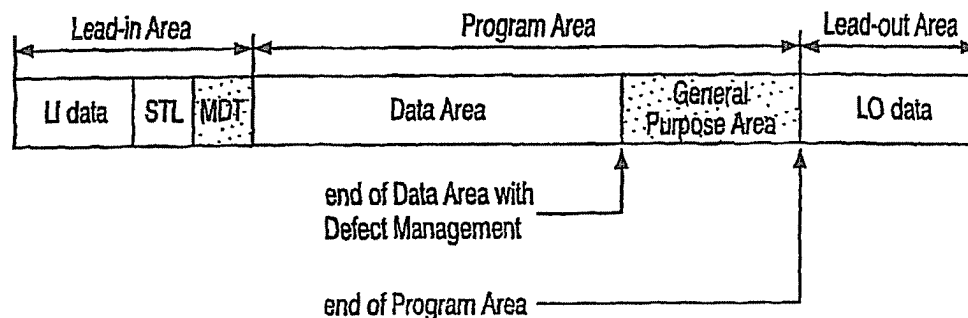 Lead-in Area
Program Area
Lead-out Area
LI data
STL
MDT
Data Area
General
Purpose Area
LO data
end of Data Area with
Defect Management
end of Program Area